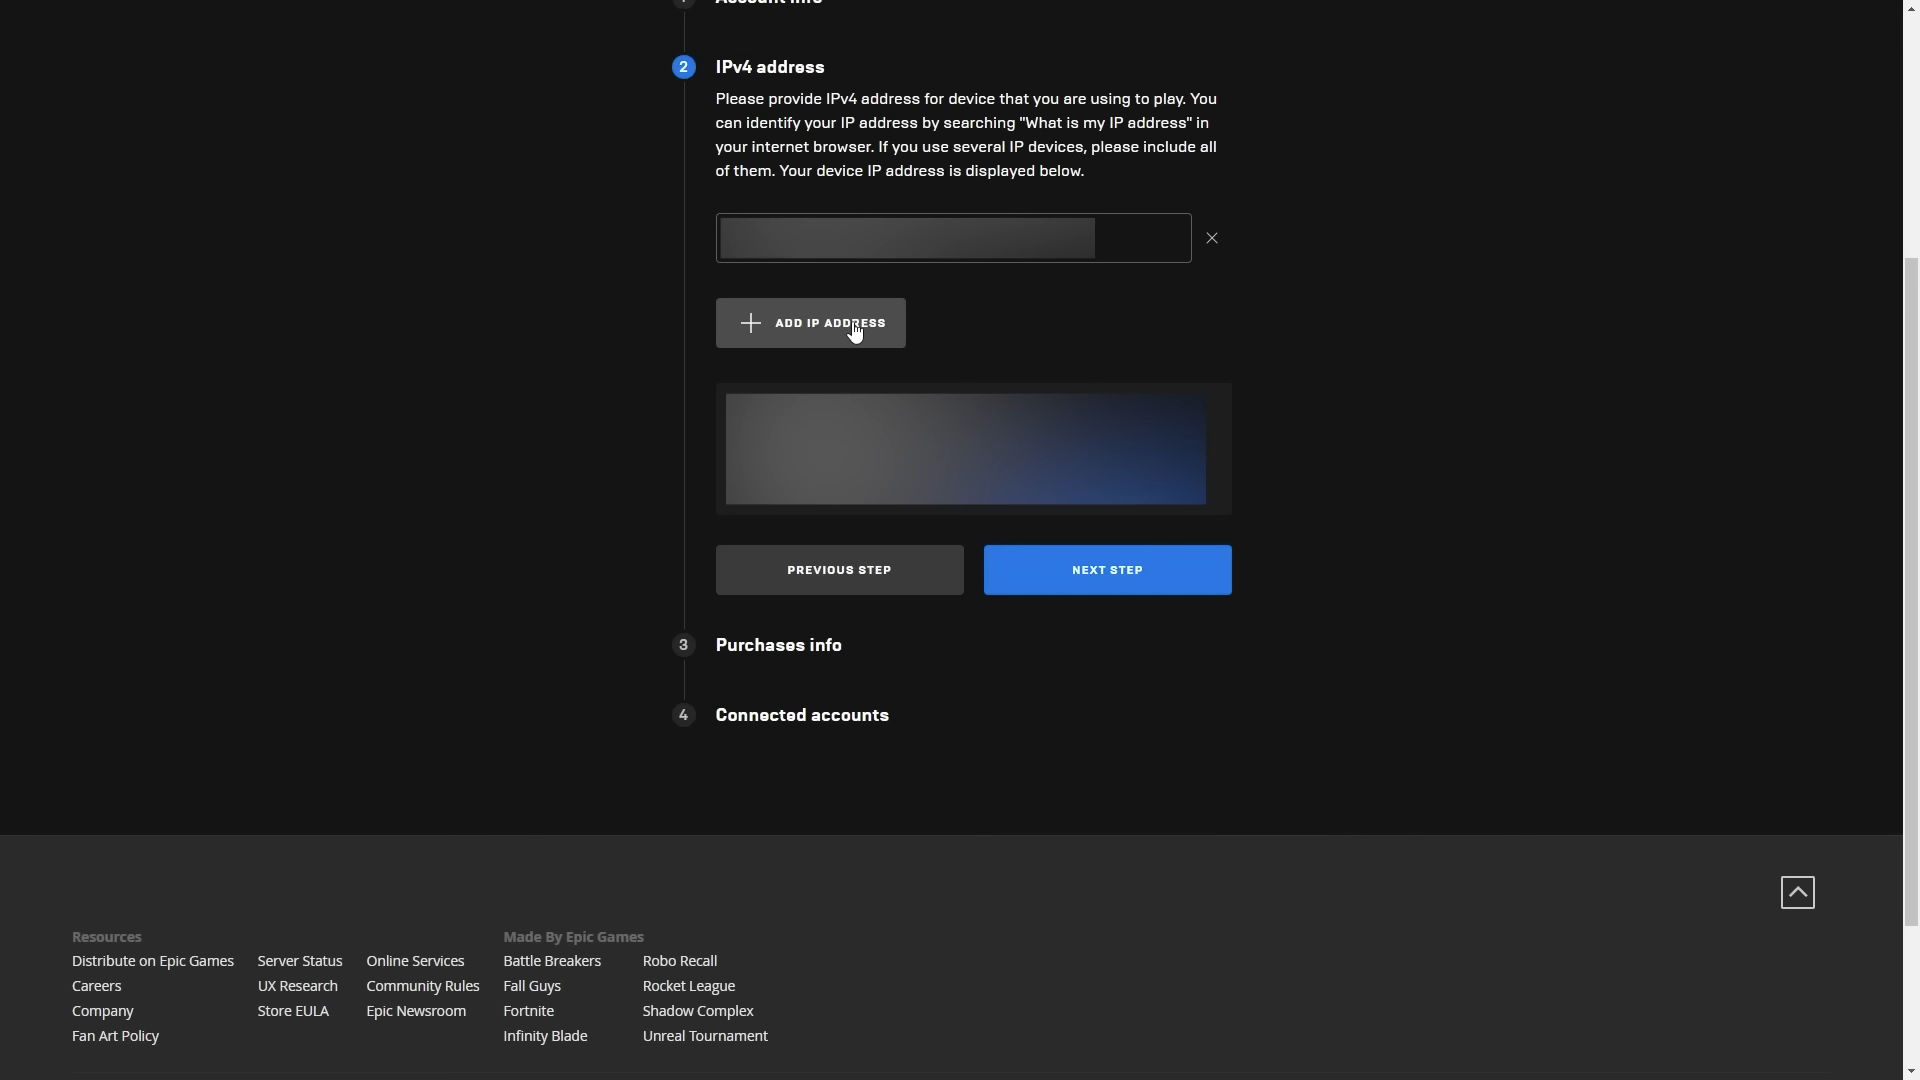 Account info
2 IPv4 address
Please provide IPv4 address for device that you are using to play. You
can identify your IP address by searching "What is my IP address" in
your internet browser. If you use several IP devices, please include all
of them. Your device IP address is displayed below.
ADD IP ADDRESS
PREVIOUS STEP
NEXT STEP
3 Purchases info
4 Connected accounts
Resources
Distribute on Epic Games
Careers
Company
Fan Art Policy
Server Status
UX Research
Store EULA
Online Services
Community Rules
Epic Newsroom
Made By Epic Games
Battle Breakers
Fall Guys
Fortnite
Infinity Blade
Robo Recall
Rocket League
Shadow Complex
Unreal Tournament